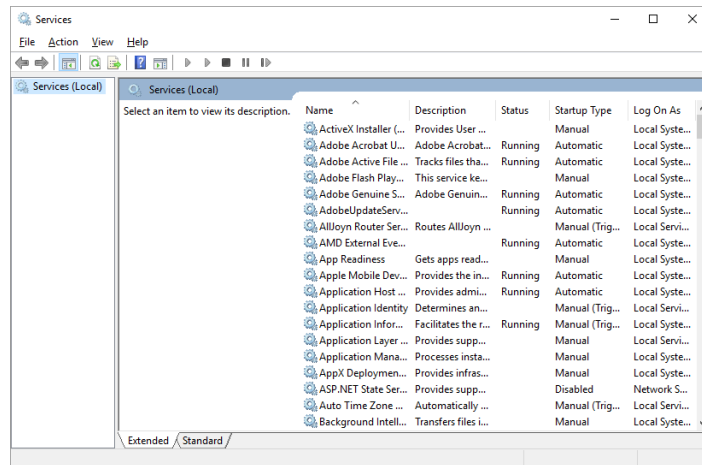 Services
File Action View Help
Services (Local)
Services (Local)
Select an item to view its description.
Name Description Status Startup Type Log On As
ActiveX Installer (... Provides User ... Manual Local Syste...
Adobe Acrobat U... Adobe Acrobat... Running Automatic Local Syste...
Adobe Active File ... Tracks files tha... Running Automatic Local Syste...
Adobe Flash Play... This service ke... Manual Local Syste...
Adobe Genuine S... Adobe Genuin... Running Automatic Local Syste...
AdobeUpdateServ... Running Automatic Local Syste...
AllJoyn Router Ser... Routes AllJoyn ... Manual (Trig... Local Servi...
AMD External Eve... Running Automatic Local Syste...
App Readiness Gets apps read... Manual Local Syste...
Apple Mobile Dev... Provides the in... Running Automatic Local Syste...
Application Host ... Provides admi... Running Automatic Local Syste...
Application Identity Determines an... Manual (Trig... Local Servi...
Application Infor... Facilitates the r... Running Manual (Trig... Local Syste...
Application Layer ... Provides supp... Manual Local Servi...
Application Mana... Processes insta... Manual Local Syste...
AppX Deploymen... Provides infras... Manual Local Syste...
ASP.NET State Ser... Provides supp... Disabled Network S...
Auto Time Zone ... Automatically ... Manual (Trig... Local Servi...
Background Intell... Transfers files i... Manual Local Syste...
Extended Standard